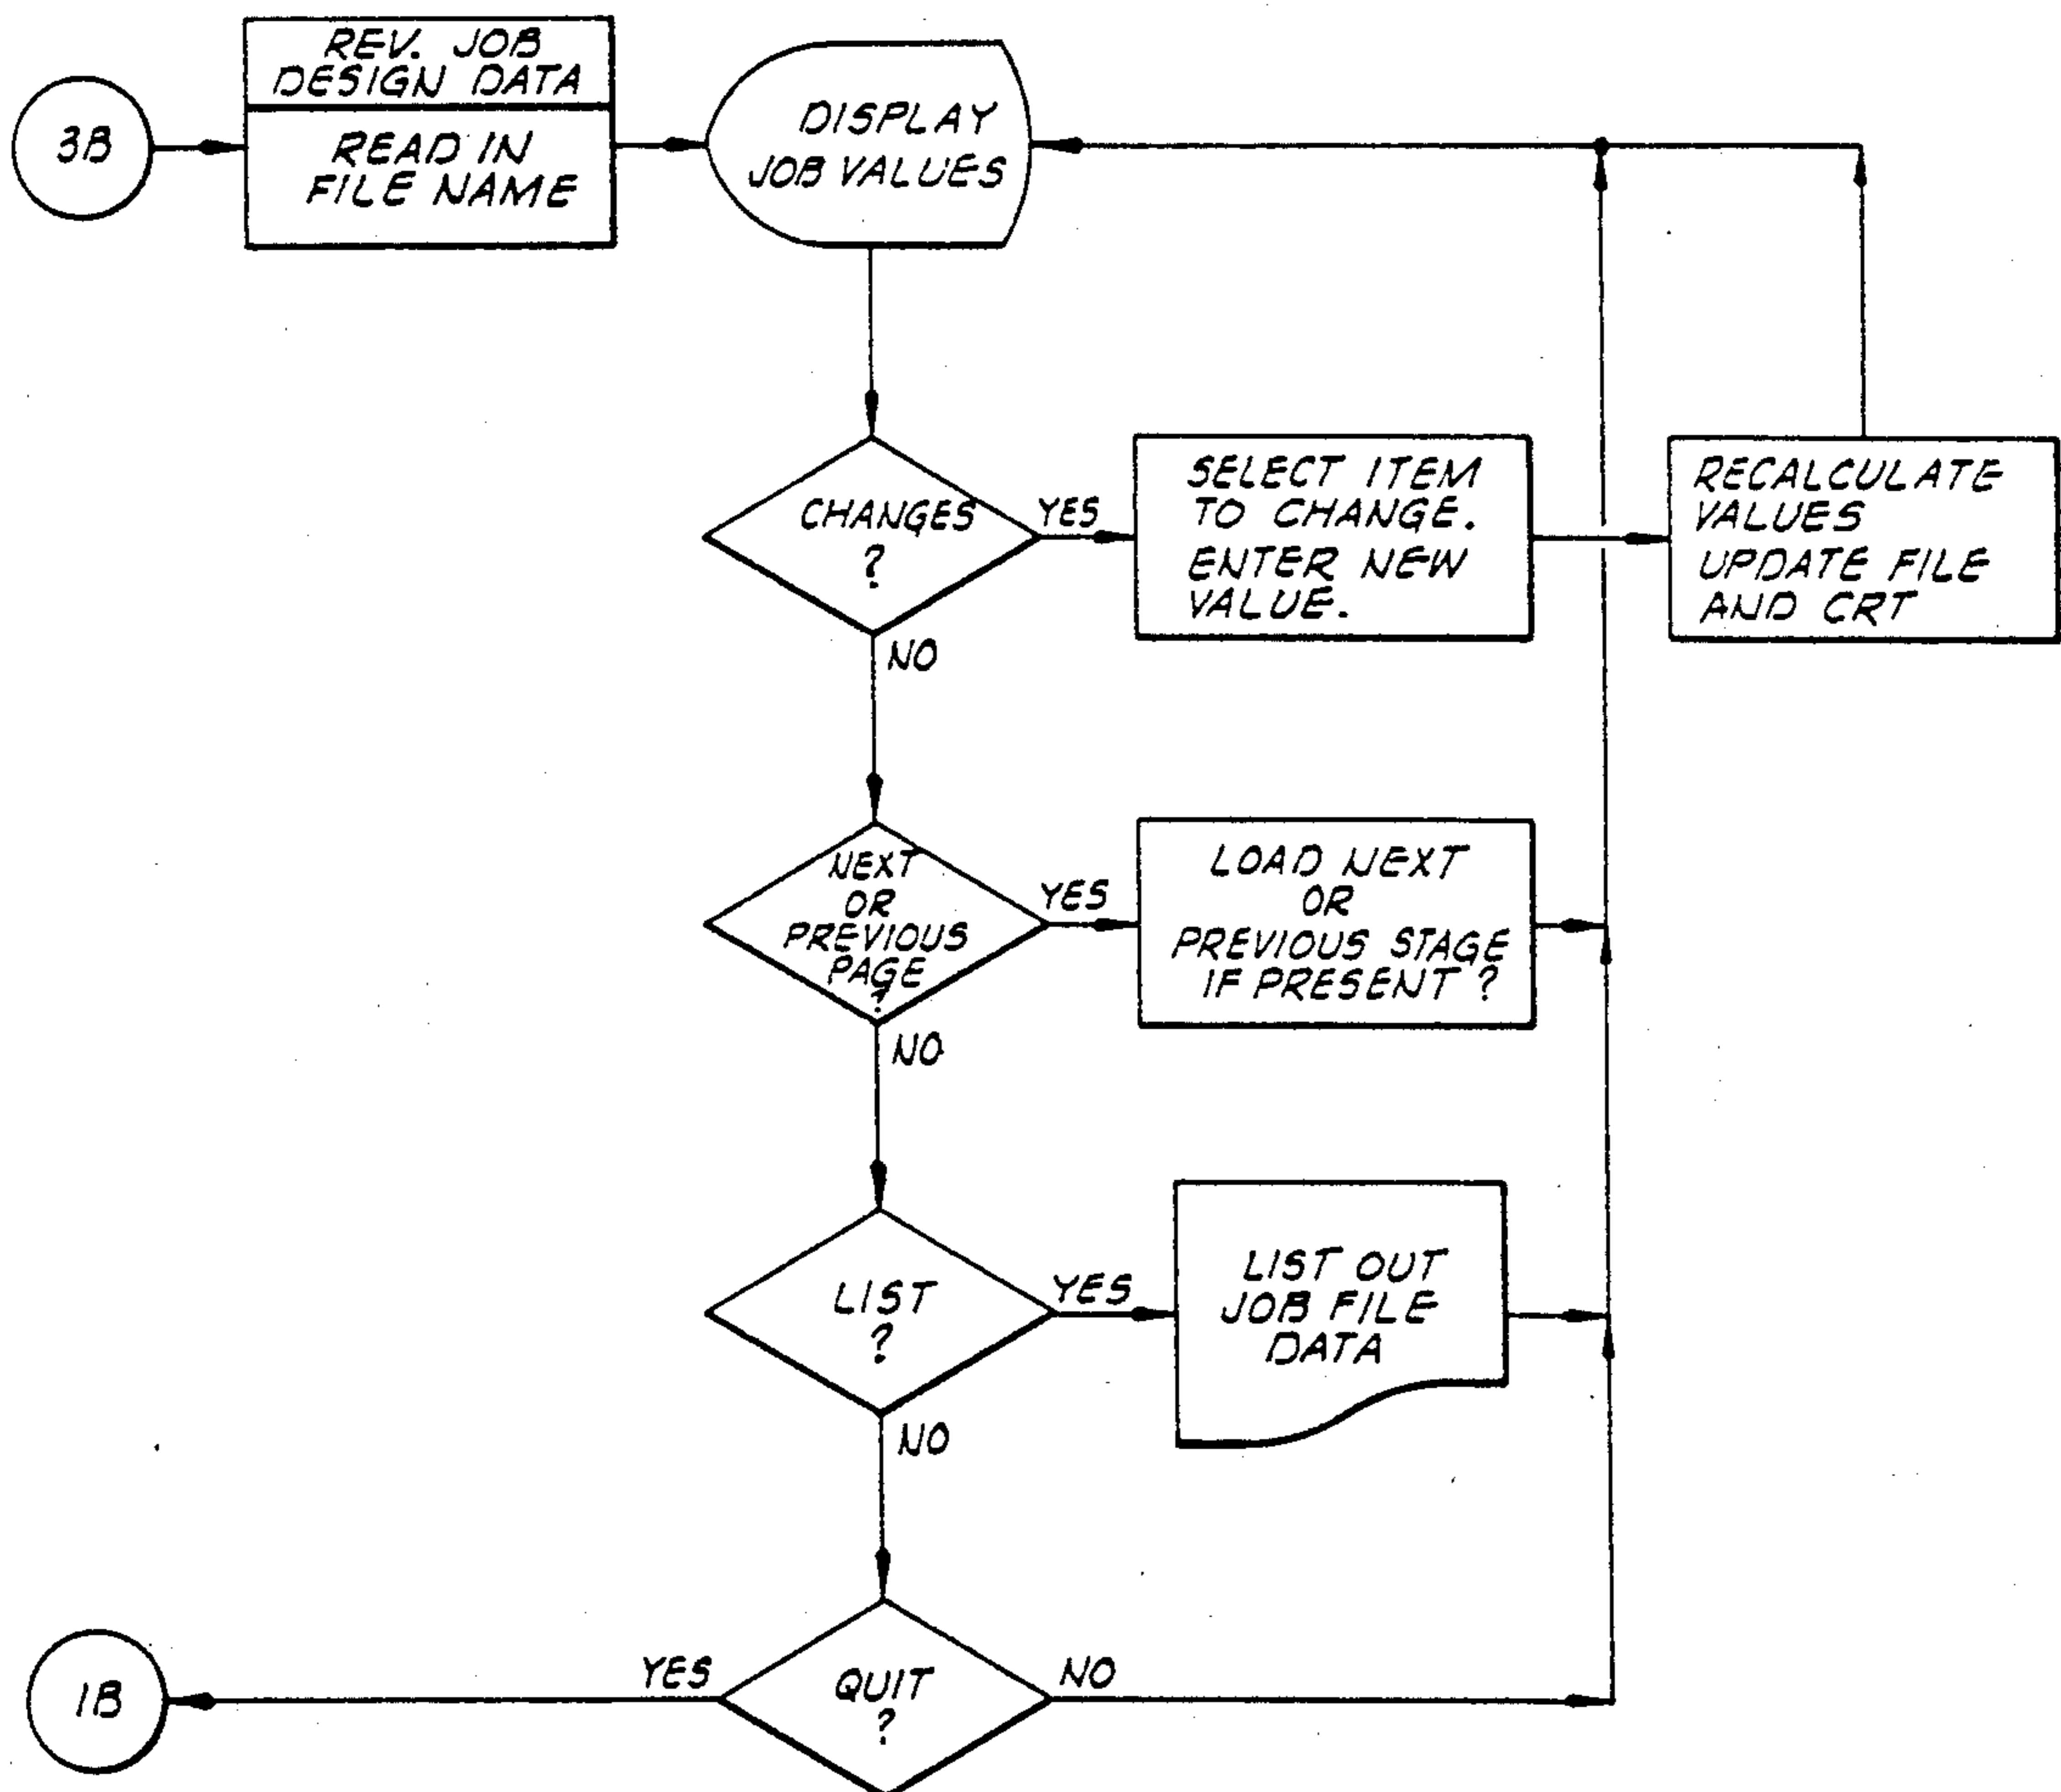 3B
REV. JOB
DESIGN DATA
READ IN
FILE NAME
DISPLAY
JOB VALUES
CHANGES
?
YES
NO
SELECT ITEM
TO CHANGE.
ENTER NEW
VALUE.
RECALCULATE
VALUES
UPDATE FILE
AND CRT
NEXT
OR
PREVIOUS
PAGE
?
YES
NO
LOAD NEXT
OR
PREVIOUS STAGE
IF PRESENT ?
LIST
?
YES
NO
LIST OUT
JOB FILE
DATA
QUIT
?
YES
NO
1B